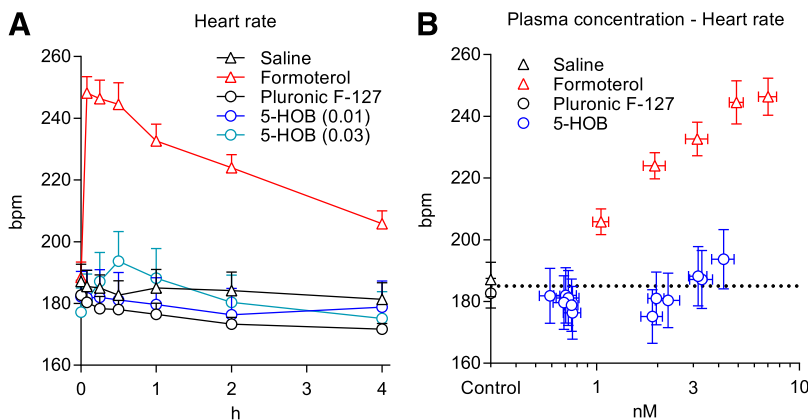 A
Heart rate
260
240
220
200
180
160
bpm
0
1
2
3
4
h
Saline
Formoterol
Pluronic F-127
5-HOB (0.01)
5-HOB (0.03)
B
Plasma concentration - Heart rate
260
240
220
200
180
160
bpm
Control
1
3
10
nM
Saline
Formoterol
Pluronic F-127
5-HOB